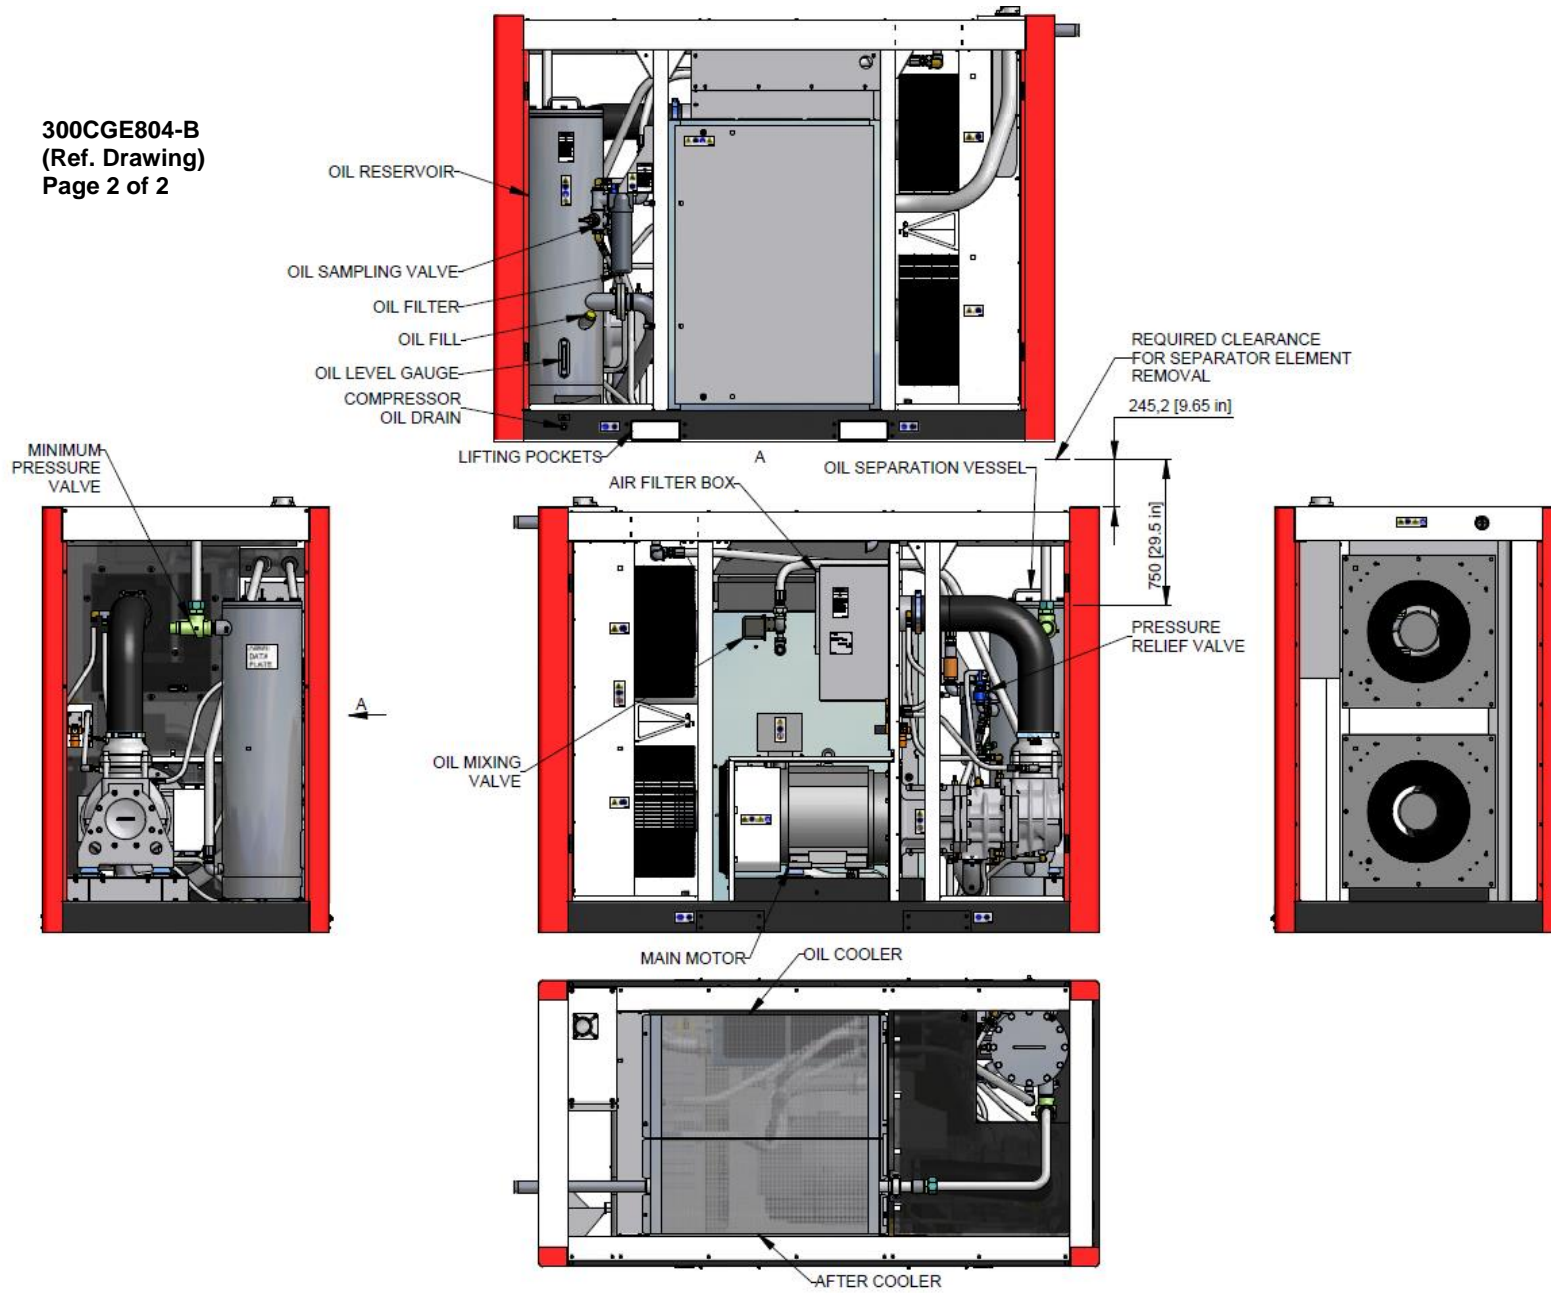 300CGE804-B
(Ref. Drawing)
Page 2 of 2
OIL RESERVOIR
OIL SAMPLING VALVE
OIL FILTER
OIL FILL
OIL LEVEL GAUGE
COMPRESSOR
OIL DRAIN
LIFTING POCKETS
A
REQUIRED CLEARANCE
FOR SEPARATOR ELEMENT
REMOVAL
245,2 [9.65 in]
750 [29.5 in]
MINIMUM
PRESSURE
VALVE
DATA
PLATE
A
AIR FILTER BOX
OIL SEPARATION VESSEL
PRESSURE
RELIEF VALVE
OIL MIXING
VALVE
MAIN MOTOR
OIL COOLER
AFTER COOLER